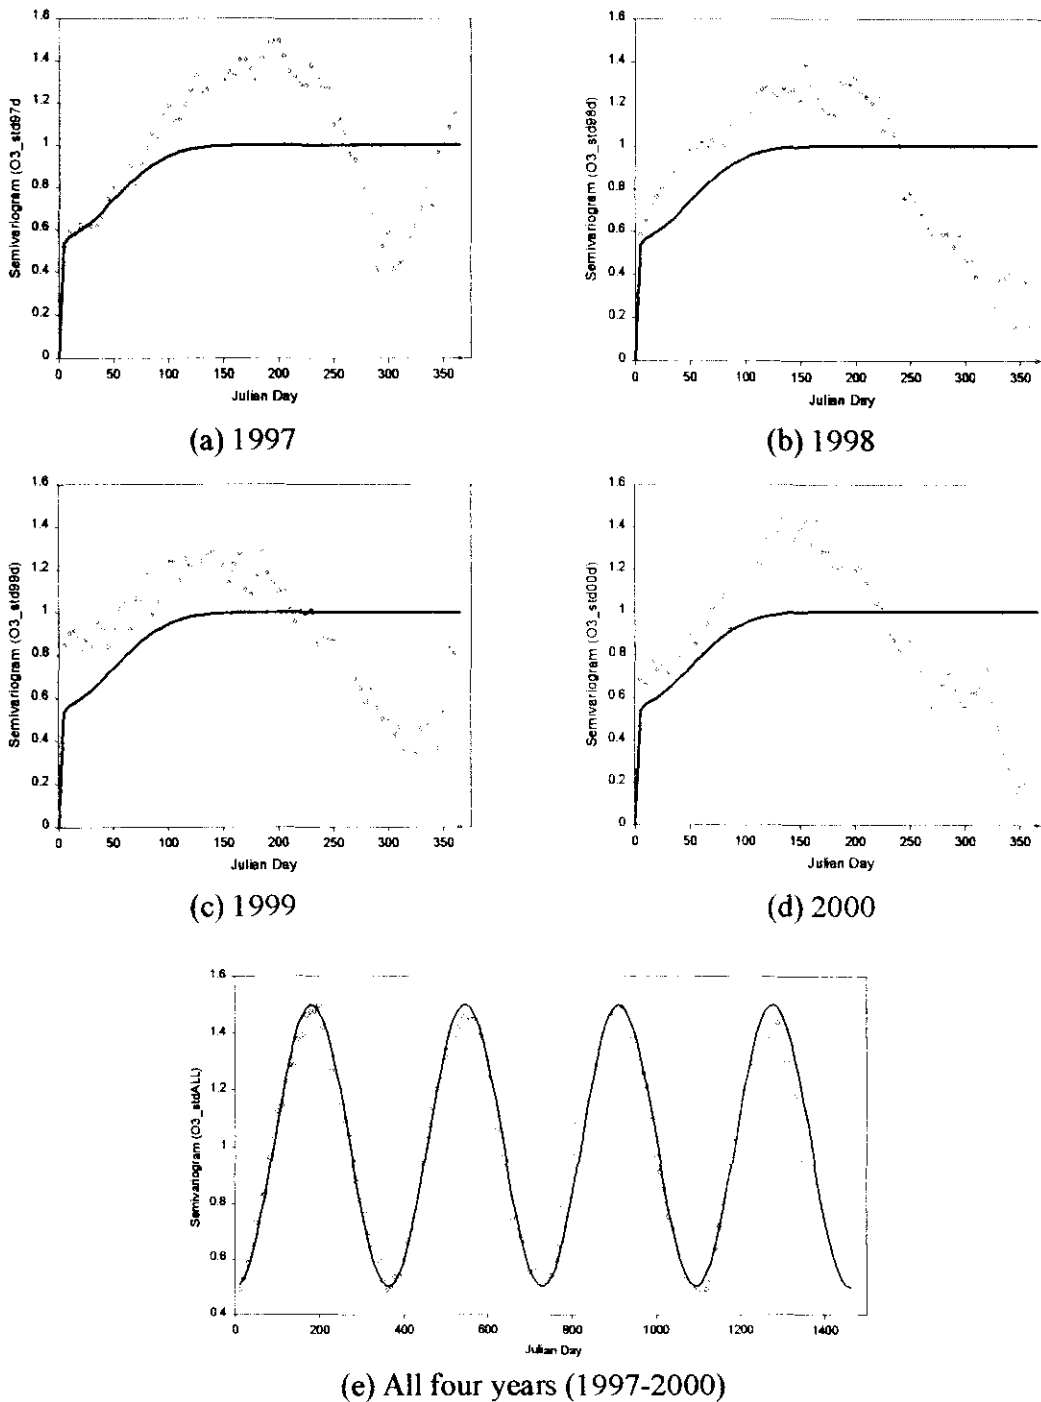 1.6
1.4
1.2
1
0.8
0.6
0.4
0.2
0
Semivariogram (O3_std97d
0 50 100 150 200 250 300 350
Julian Day
(a) 1997
1.6
1.4
1.2
1
0.8
0.6
0.4
0.2
0
Semivariogram (O3_std98d)
0 50 100 150 200 250 300 350
Julian Day
(b) 1998
1.6
1.4
1.2
1
0.8
0.6
0.4
0.2
0
Semivariogram (O3_std99d)
0 50 100 150 200 250 300 350
Julian Day
(c) 1999
1.6
1.4
1.2
1
0.8
0.6
0.4
0.2
0
Semivariogram (O3_std00d)
0 50 100 150 200 250 300 350
Julian Day
(d) 2000
1.6
1.4
1.2
1
0.8
0.6
0.4
Semivariogram (O3_stdALL)
0 200 400 600 800 1000 1200 1400
Julian Day
(e) All four years (1997-2000)